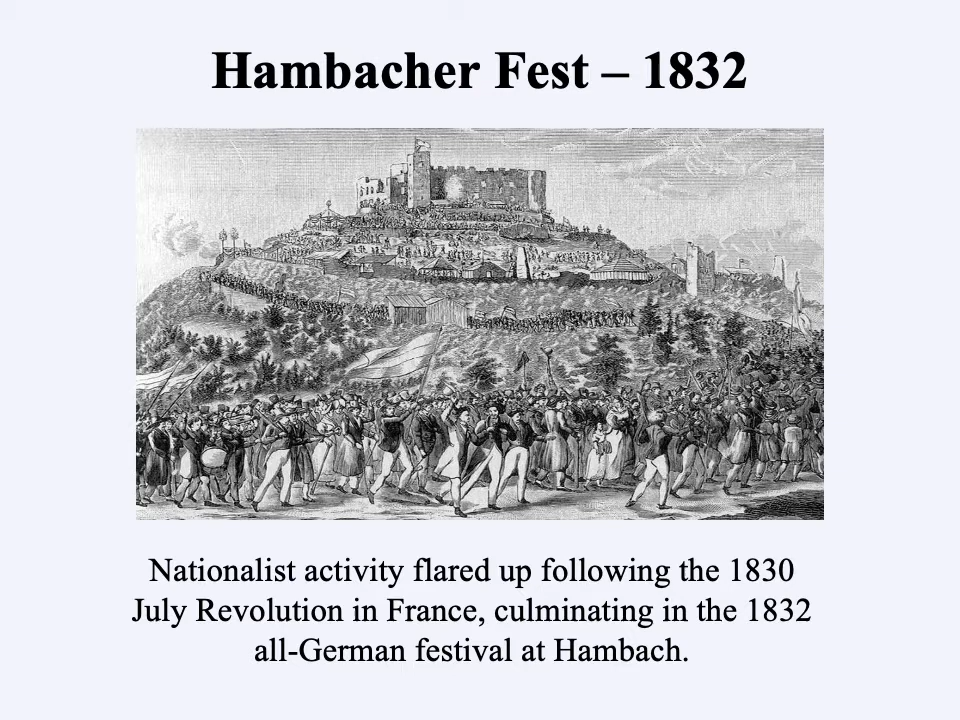 Hambacher Fest – 1832
Nationalist activity flared up following the 1830
July Revolution in France, culminating in the 1832
all-German festival at Hambach.